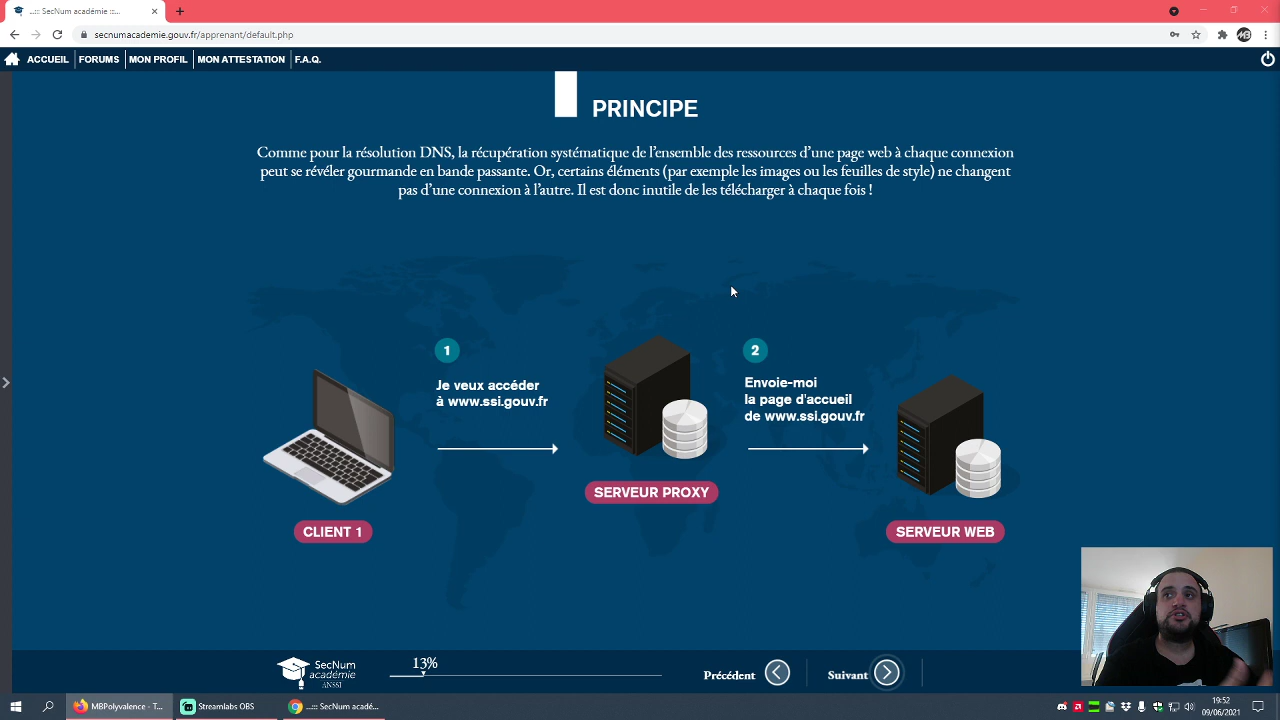 ...:: SecNum académie ::...
secnumacademie.gouv.fr/apprenant/default.php
ACCUEIL FORUMS MON PROFIL MON ATTESTATION F.A.Q.
PRINCIPE
Comme pour la résolution DNS, la récupération systématique de l'ensemble des ressources d'une page web à chaque connexion
peut se révéler gourmande en bande passante. Or, certains éléments (par exemple les images ou les feuilles de style) ne changent
pas d'une connexion à l'autre. Il est donc inutile de les télécharger à chaque fois !
1
Je veux accéder
à www.ssi.gouv.fr
2
Envoie-moi
la page d'accueil
de www.ssi.gouv.fr
SERVEUR PROXY
CLIENT 1
SERVEUR WEB
SecNum
académie
ANSSI
13%
Précédent
Suivant
MBPolyvalence - T...
Streamlabs OBS
...:: SecNum acadé...
19:52
09/06/2021